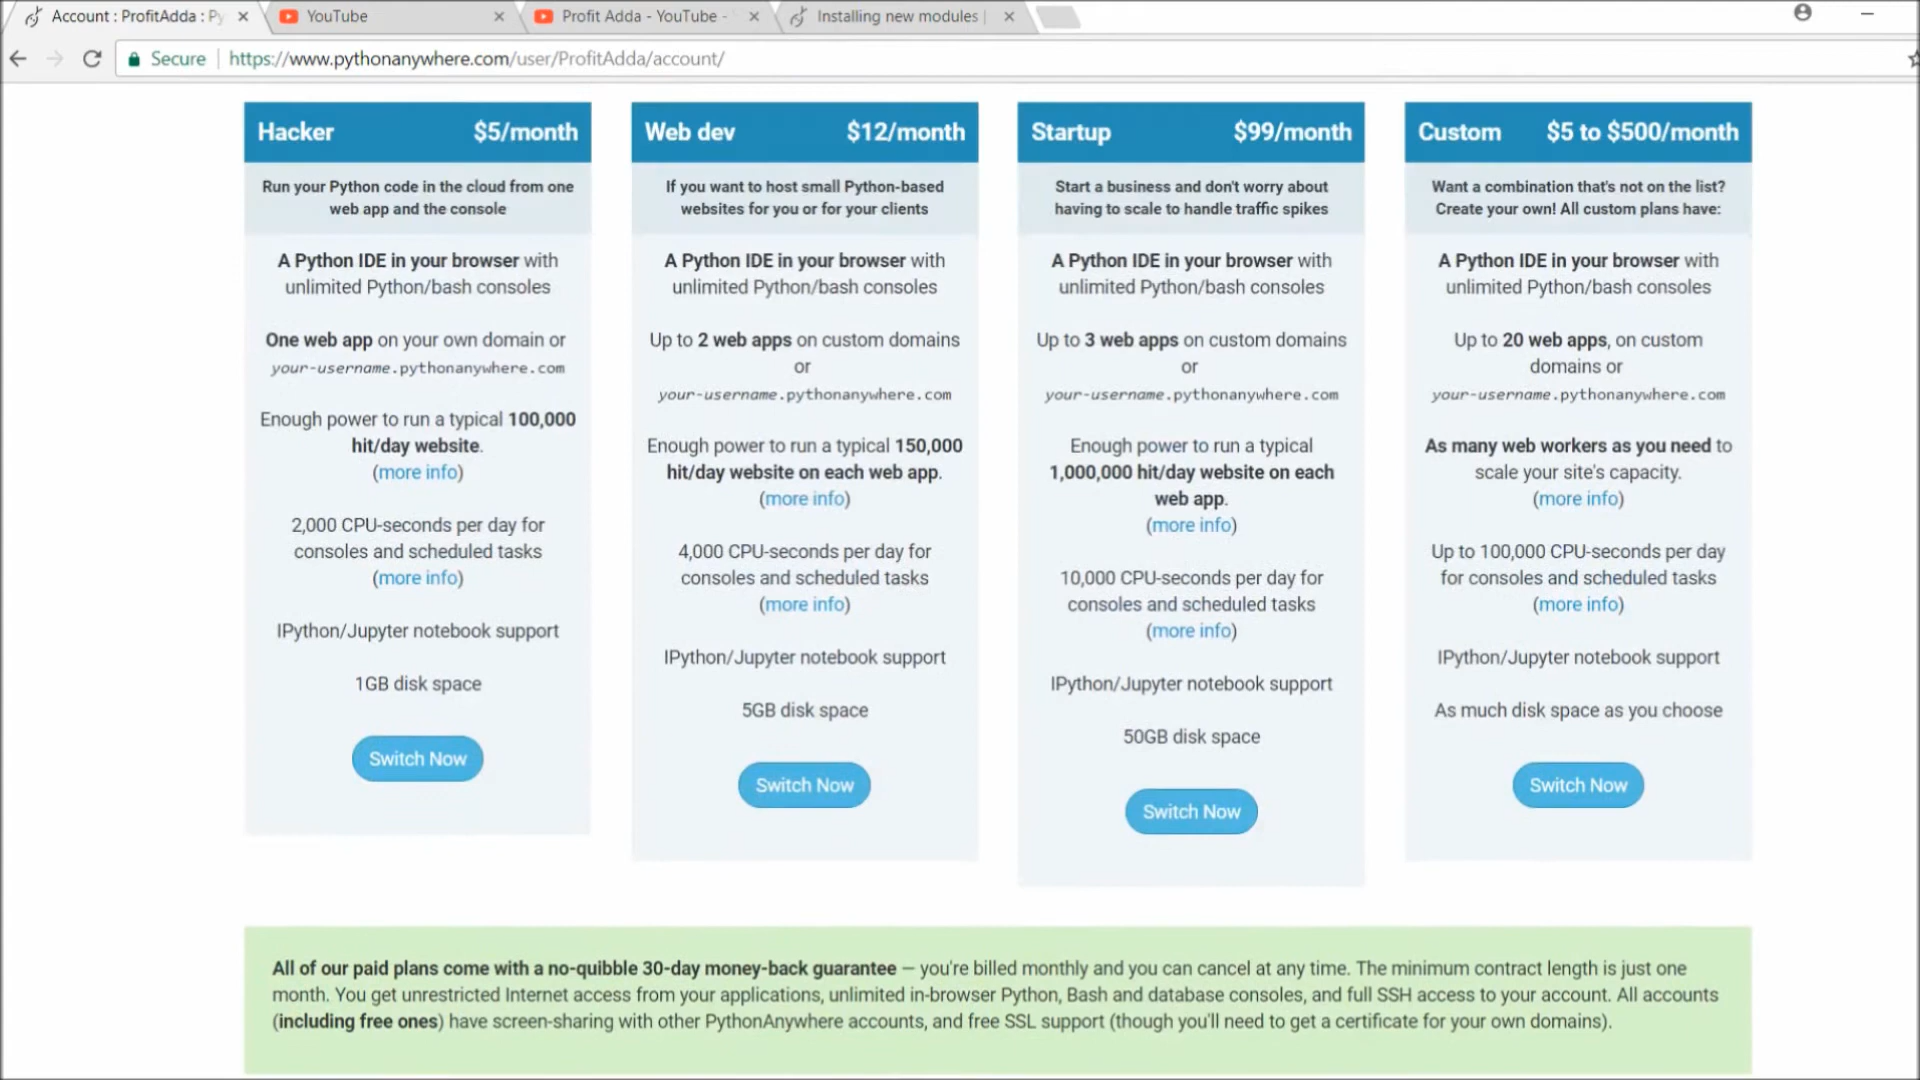 Account : ProfitAdda : Py
YouTube
Profit Adda - YouTube -
Installing new modules |
Secure
https://www.pythonanywhere.com/user/ProfitAdda/account/
Hacker $5/month
Run your Python code in the cloud from one
web app and the console
A Python IDE in your browser with
unlimited Python/bash consoles
One web app on your own domain or
your-username.pythonanywhere.com
Enough power to run a typical 100,000
hit/day website.
(more info)
2,000 CPU-seconds per day for
consoles and scheduled tasks
(more info)
IPython/Jupyter notebook support
1GB disk space
Switch Now
Web dev $12/month
If you want to host small Python-based
websites for you or for your clients
A Python IDE in your browser with
unlimited Python/bash consoles
Up to 2 web apps on custom domains
or
your-username.pythonanywhere.com
Enough power to run a typical 150,000
hit/day website on each web app.
(more info)
4,000 CPU-seconds per day for
consoles and scheduled tasks
(more info)
IPython/Jupyter notebook support
5GB disk space
Switch Now
Startup $99/month
Start a business and don't worry about
having to scale to handle traffic spikes
A Python IDE in your browser with
unlimited Python/bash consoles
Up to 3 web apps on custom domains
or
your-username.pythonanywhere.com
Enough power to run a typical
1,000,000 hit/day website on each
web app.
(more info)
10,000 CPU-seconds per day for
consoles and scheduled tasks
(more info)
IPython/Jupyter notebook support
50GB disk space
Switch Now
Custom $5 to $500/month
Want a combination that's not on the list?
Create your own! All custom plans have:
A Python IDE in your browser with
unlimited Python/bash consoles
Up to 20 web apps, on custom
domains or
your-username.pythonanywhere.com
As many web workers as you need to
scale your site's capacity.
(more info)
Up to 100,000 CPU-seconds per day
for consoles and scheduled tasks
(more info)
IPython/Jupyter notebook support
As much disk space as you choose
Switch Now
All of our paid plans come with a no-quibble 30-day money-back guarantee — you're billed monthly and you can cancel at any time. The minimum contract length is just one
month. You get unrestricted Internet access from your applications, unlimited in-browser Python, Bash and database consoles, and full SSH access to your account. All accounts
(including free ones) have screen-sharing with other PythonAnywhere accounts, and free SSL support (though you'll need to get a certificate for your own domains).